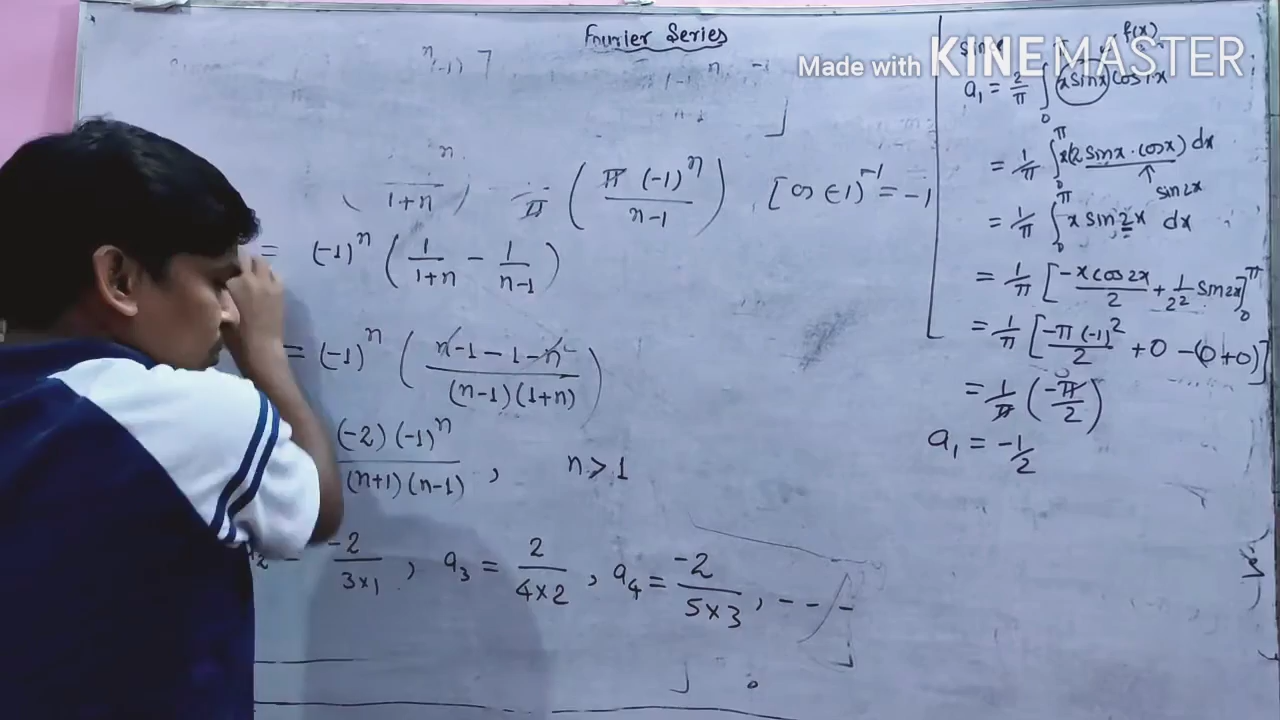 Fourier Series
Made with KINEMASTER
f(x)
a₁ = 2/π ∫₀^π (x sinx) cos1x
= 1/π ∫₀^π x(2 sinx · cosx) dx
sin2x
= 1/π ∫₀^π x sin2x dx
= 1/π [-x cos2x/2 + 1/2² sin2x]₀^π
= 1/π [-π(-1)²/2 + 0 - (0+0)]
= 1/π (-π/2)
a₁ = -1/2
n
1+n
π (π (-1)ⁿ/n-1) [cos (-1)ⁿ⁻¹ = -1
= (-1)ⁿ (1/1+n - 1/n-1)
= (-1)ⁿ (n-1-1-n/(n-1)(1+n))
(-2)(-1)ⁿ/(n+1)(n-1), n>1
-2/3×1, a₃ = 2/4×2, a₄ = -2/5×3, ---